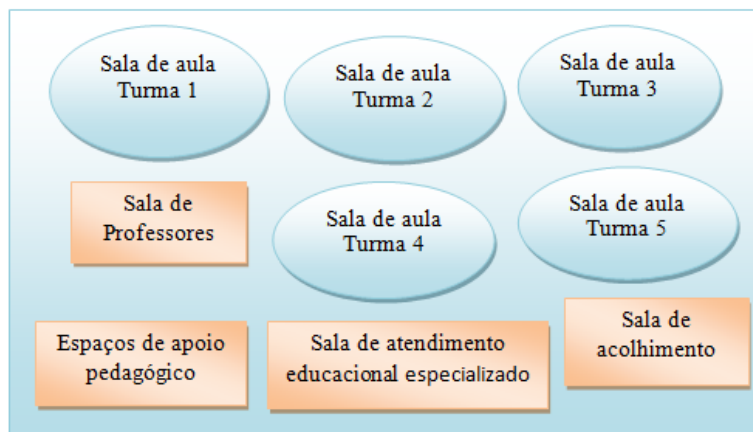 Sala de aula
Turma 1
Sala de aula
Turma 2
Sala de aula
Turma 3
Sala de
Professores
Sala de aula
Turma 4
Sala de aula
Turma 5
Espaços de apoio
pedagógico
Sala de atendimento
educacional especializado
Sala de
acolhimento